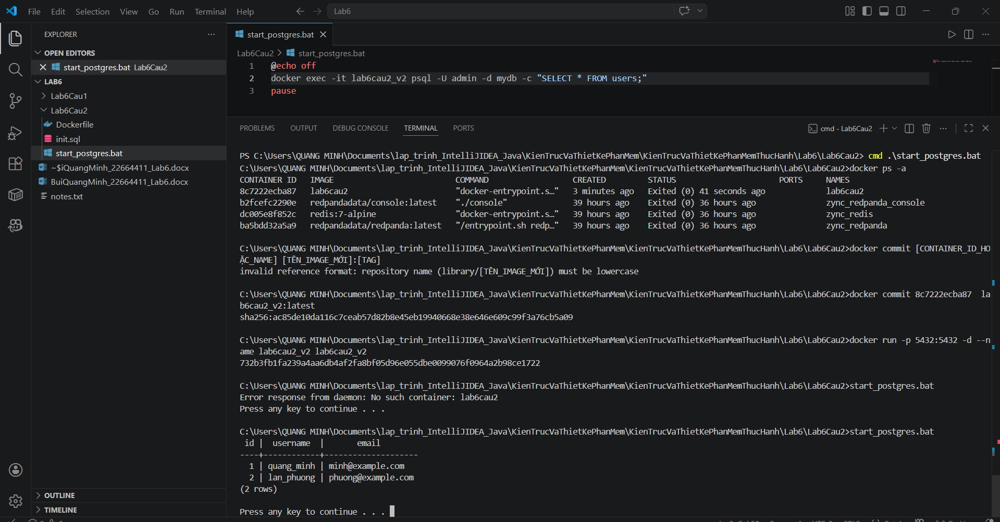 File Edit Selection View Go Run Terminal Help
Lab6
EXPLORER
OPEN EDITORS
start_postgres.bat Lab6Cau2
LAB6
Lab6Cau1
Lab6Cau2
Dockerfile
init.sql
start_postgres.bat
~$iQuangMinh_22664411_Lab6.docx
BuiQuangMinh_22664411_Lab6.docx
notes.txt
OUTLINE
TIMELINE
start_postgres.bat
Lab6Cau2 > start_postgres.bat
1 @echo off
2 docker exec -it lab6cau2_v2 psql -U admin -d mydb -c "SELECT * FROM users;"
3 pause
PROBLEMS OUTPUT DEBUG CONSOLE TERMINAL PORTS
cmd - Lab6Cau2
PS C:\Users\QUANG MINH\Documents\lap_trinh_IntelliJIDEA_Java\KienTrucVaThietKePhanMem\KienTrucVaThietKePhanMemThucHanh\Lab6\Lab6Cau2> cmd .\start_postgres.bat
C:\Users\QUANG MINH\Documents\lap_trinh_IntelliJIDEA_Java\KienTrucVaThietKePhanMem\KienTrucVaThietKePhanMemThucHanh\Lab6\Lab6Cau2>docker ps -a
CONTAINER ID IMAGE COMMAND CREATED STATUS PORTS NAMES
8c7222ecba87 lab6cau2 "docker-entrypoint.s…" 3 minutes ago Exited (0) 41 seconds ago lab6cau2
b2fcefc2290e redpandadata/console:latest "./console" 39 hours ago Exited (0) 36 hours ago zync_redpanda_console
dc005e8f852c redis:7-alpine "docker-entrypoint.s…" 39 hours ago Exited (0) 36 hours ago zync_redis
ba5bdd32a5a9 redpandadata/redpanda:latest "/entrypoint.sh redp…" 39 hours ago Exited (0) 36 hours ago zync_redpanda
C:\Users\QUANG MINH\Documents\lap_trinh_IntelliJIDEA_Java\KienTrucVaThietKePhanMem\KienTrucVaThietKePhanMemThucHanh\Lab6\Lab6Cau2>docker commit [CONTAINER_ID_HO
ẶC_NAME] [TÊN_IMAGE_MỚI]:[TAG]
invalid reference format: repository name (library/[TÊN_IMAGE_MỚI]) must be lowercase
C:\Users\QUANG MINH\Documents\lap_trinh_IntelliJIDEA_Java\KienTrucVaThietKePhanMem\KienTrucVaThietKePhanMemThucHanh\Lab6\Lab6Cau2>docker commit 8c7222ecba87  la
b6cau2_v2:latest
sha256:ac85de10da116c7ceab57d82b8e45eb19940668e38e646e609c99f3a76cb5a09
C:\Users\QUANG MINH\Documents\lap_trinh_IntelliJIDEA_Java\KienTrucVaThietKePhanMem\KienTrucVaThietKePhanMemThucHanh\Lab6\Lab6Cau2>docker run -p 5432:5432 -d --n
ame lab6cau2_v2 lab6cau2_v2
732b3fb1fa239a4aa6db4af2fa8bf05d96e055dbe0099076f0964a2b98ce1722
C:\Users\QUANG MINH\Documents\lap_trinh_IntelliJIDEA_Java\KienTrucVaThietKePhanMem\KienTrucVaThietKePhanMemThucHanh\Lab6\Lab6Cau2>start_postgres.bat
Error response from daemon: No such container: lab6cau2
Press any key to continue . . .
C:\Users\QUANG MINH\Documents\lap_trinh_IntelliJIDEA_Java\KienTrucVaThietKePhanMem\KienTrucVaThietKePhanMemThucHanh\Lab6\Lab6Cau2>start_postgres.bat
id | username | email
----+------------+--------------------
1 | quang_minh | minh@example.com
2 | lan_phuong | phuong@example.com
(2 rows)
Press any key to continue . . .